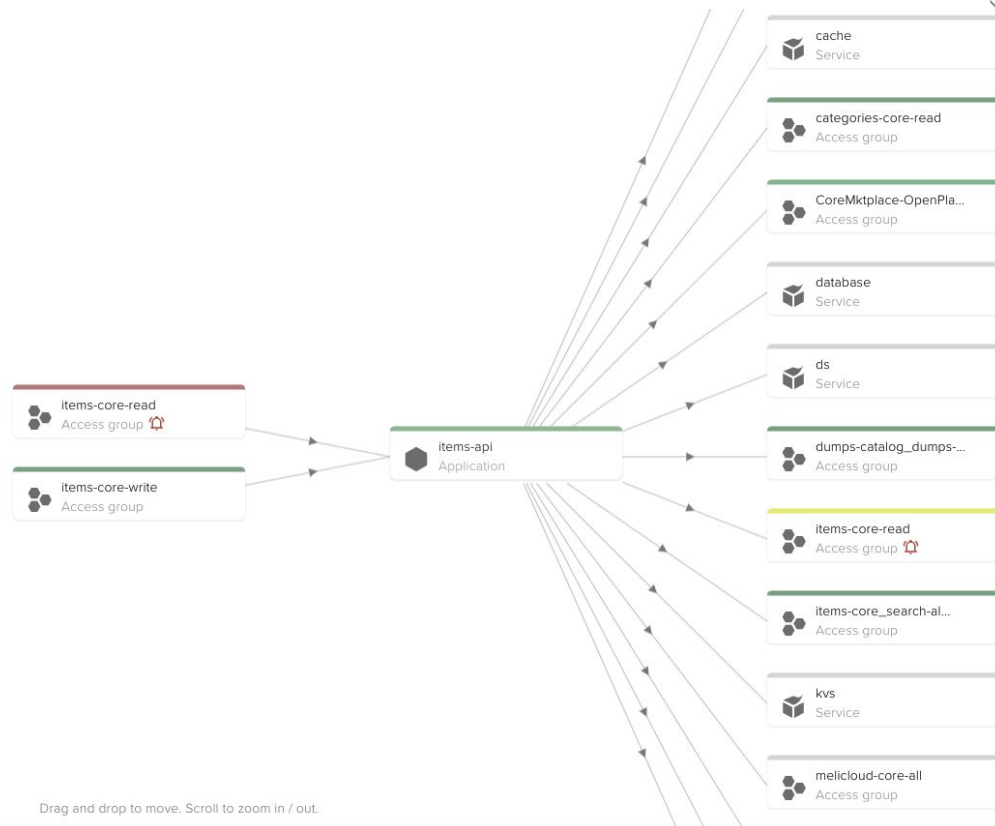 cache
Service
categories-core-read
Access group
CoreMktplace-OpenPla...
Access group
database
Service
ds
Service
items-core-read
Access group
items-core-write
Access group
items-api
Application
dumps-catalog_dumps-...
Access group
items-core-read
Access group
items-core_search-al...
Access group
kvs
Service
melicloud-core-all
Access group
Drag and drop to move. Scroll to zoom in / out.